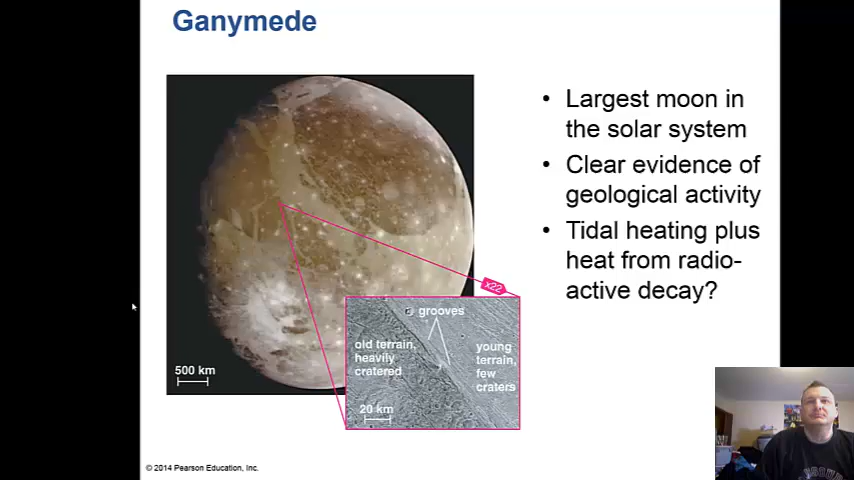 Ganymede
• Largest moon in
the solar system
• Clear evidence of
geological activity
• Tidal heating plus
heat from radio-
active decay?
500 km
x22
grooves
old terrain,
heavily
cratered
young
terrain,
few
craters
20 km
© 2014 Pearson Education, Inc.